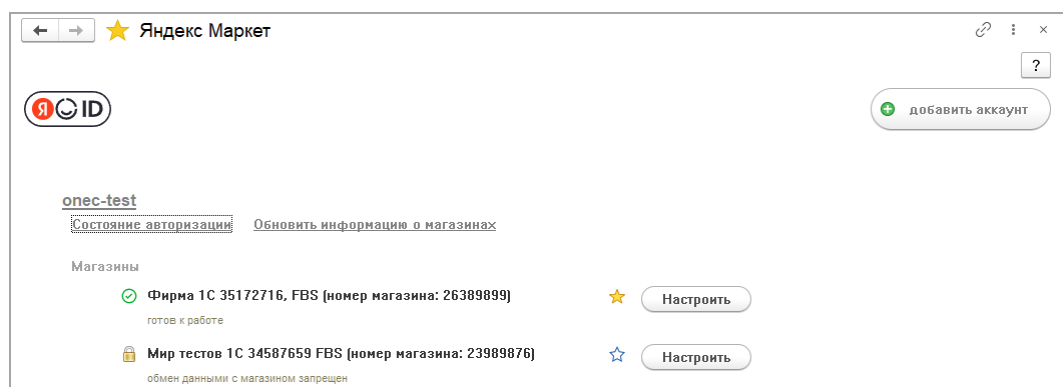 Яндекс Маркет
?
Я ID
добавить аккаунт
onec-test
Состояние авторизации Обновить информацию о магазинах
Магазины
Фирма 1С 35172716, FBS (номер магазина: 26389899) Настроить
готов к работе
Мир тестов 1С 34587659 FBS (номер магазина: 23989876) Настроить
обмен данными с магазином запрещен